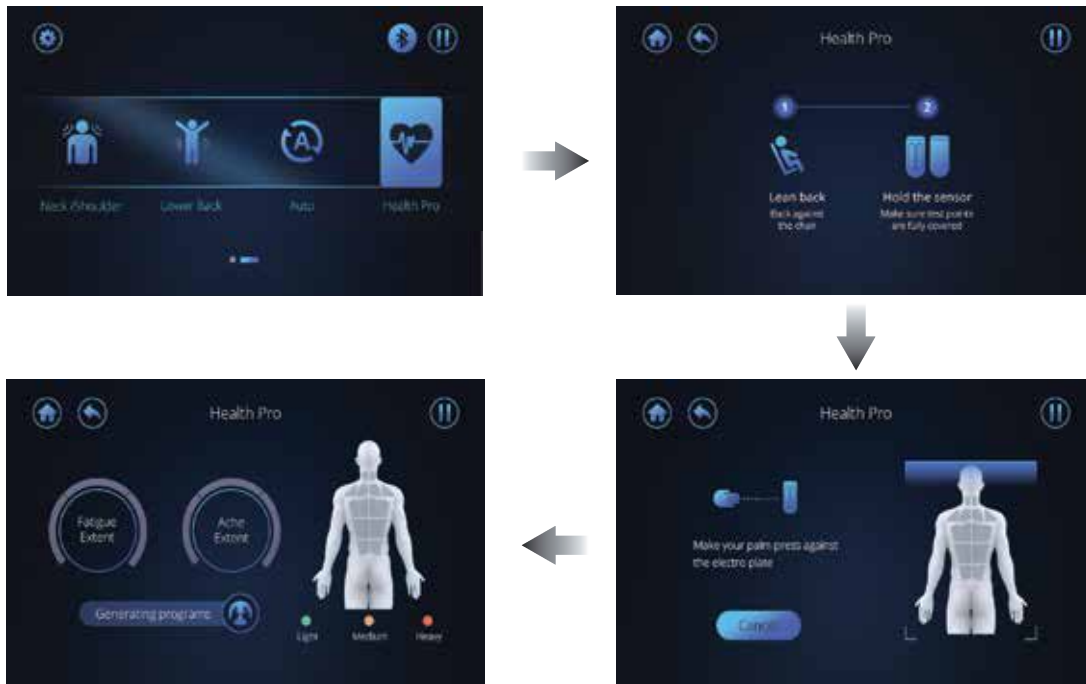 Neck /Shoulder
Lower Back
A
Auto
Health Pro
Health Pro
1
2
Lean back
Back against
the chair
Hold the sensor
Make sure test points
are fully covered
Health Pro
Make your palm press against
the electro plate
Cancel
Health Pro
Fatigue
Extent
Ache
Extent
Generating programs
Light
Medium
Heavy